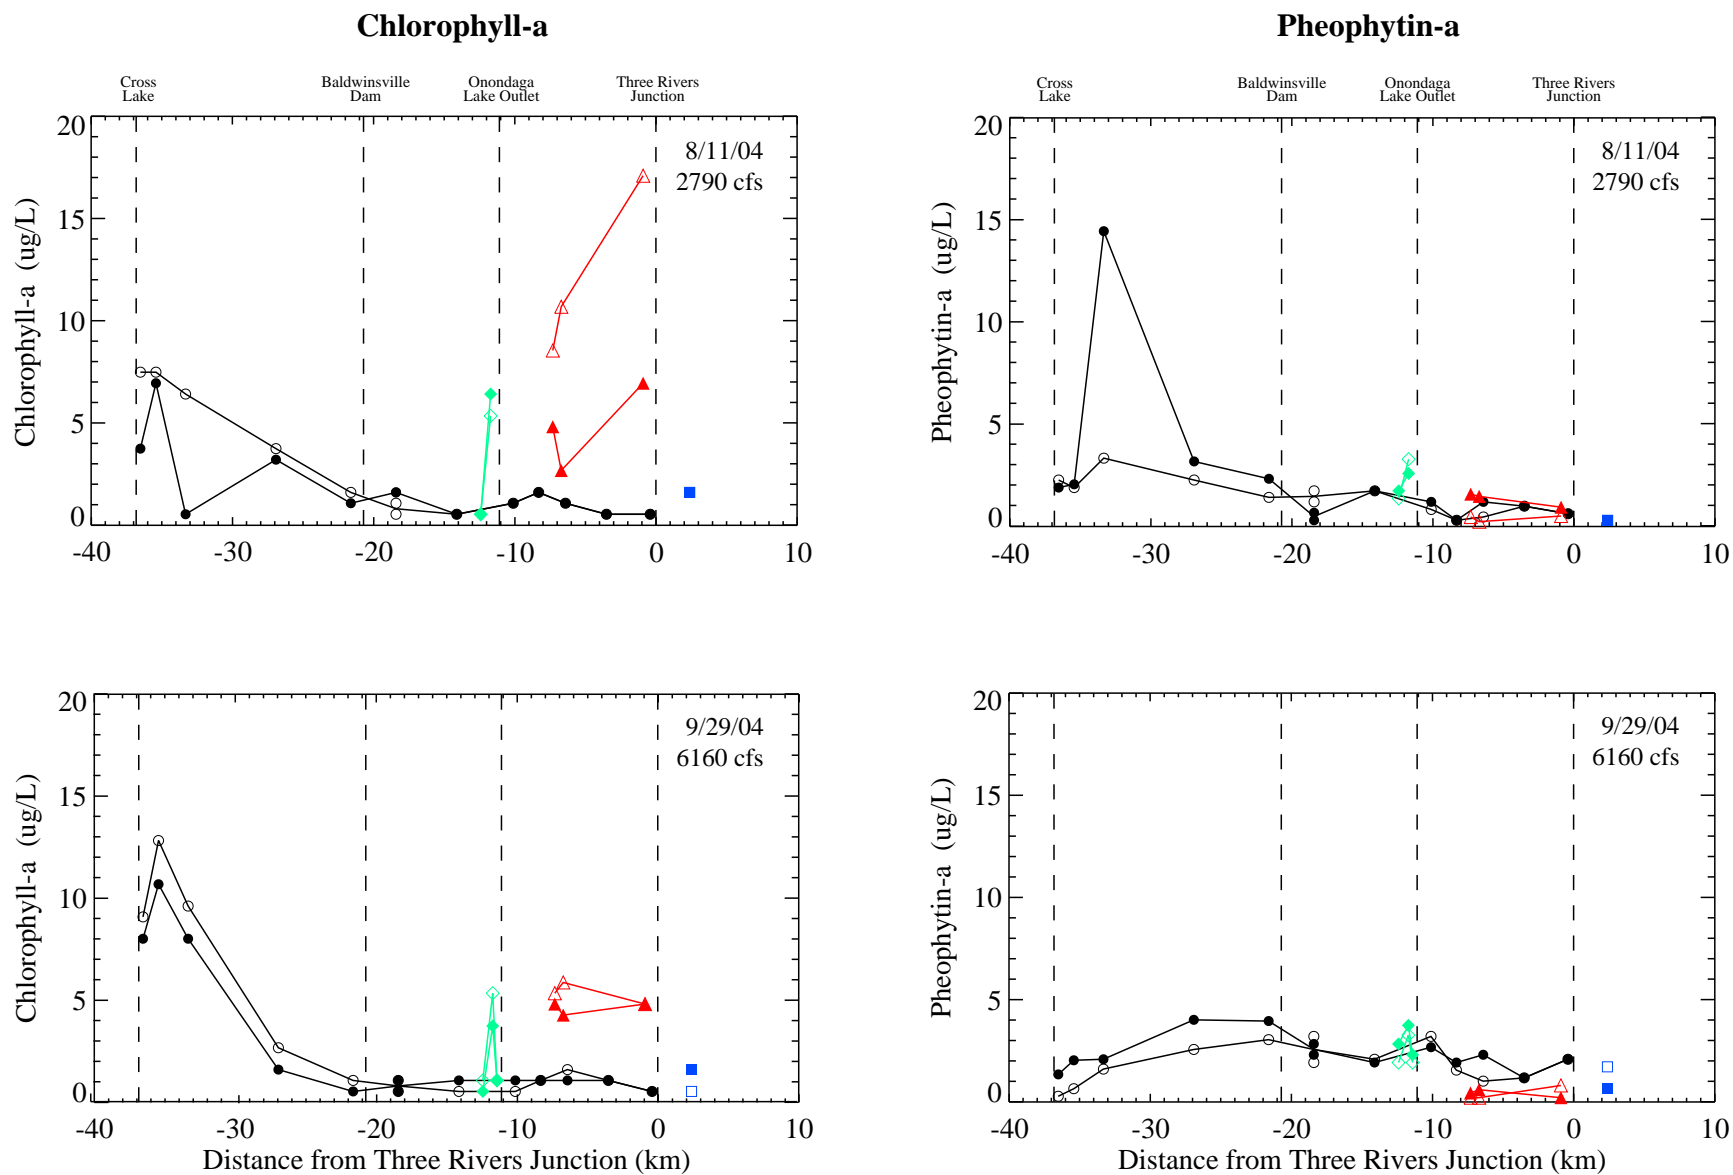 Chlorophyll-a
Pheophytin-a
Cross
Lake
Baldwinsville
Dam
Onondaga
Lake Outlet
Three Rivers
Junction
Cross
Lake
Baldwinsville
Dam
Onondaga
Lake Outlet
Three Rivers
Junction
Chlorophyll-a (ug/L)
20
15
10
5
0
8/11/04
2790 cfs
-40 -30 -20 -10 0 10
Pheophytin-a (ug/L)
20
15
10
5
0
8/11/04
2790 cfs
-40 -30 -20 -10 0 10
Chlorophyll-a (ug/L)
20
15
10
5
0
9/29/04
6160 cfs
-40 -30 -20 -10 0 10
Distance from Three Rivers Junction (km)
Pheophytin-a (ug/L)
20
15
10
5
0
9/29/04
6160 cfs
-40 -30 -20 -10 0 10
Distance from Three Rivers Junction (km)